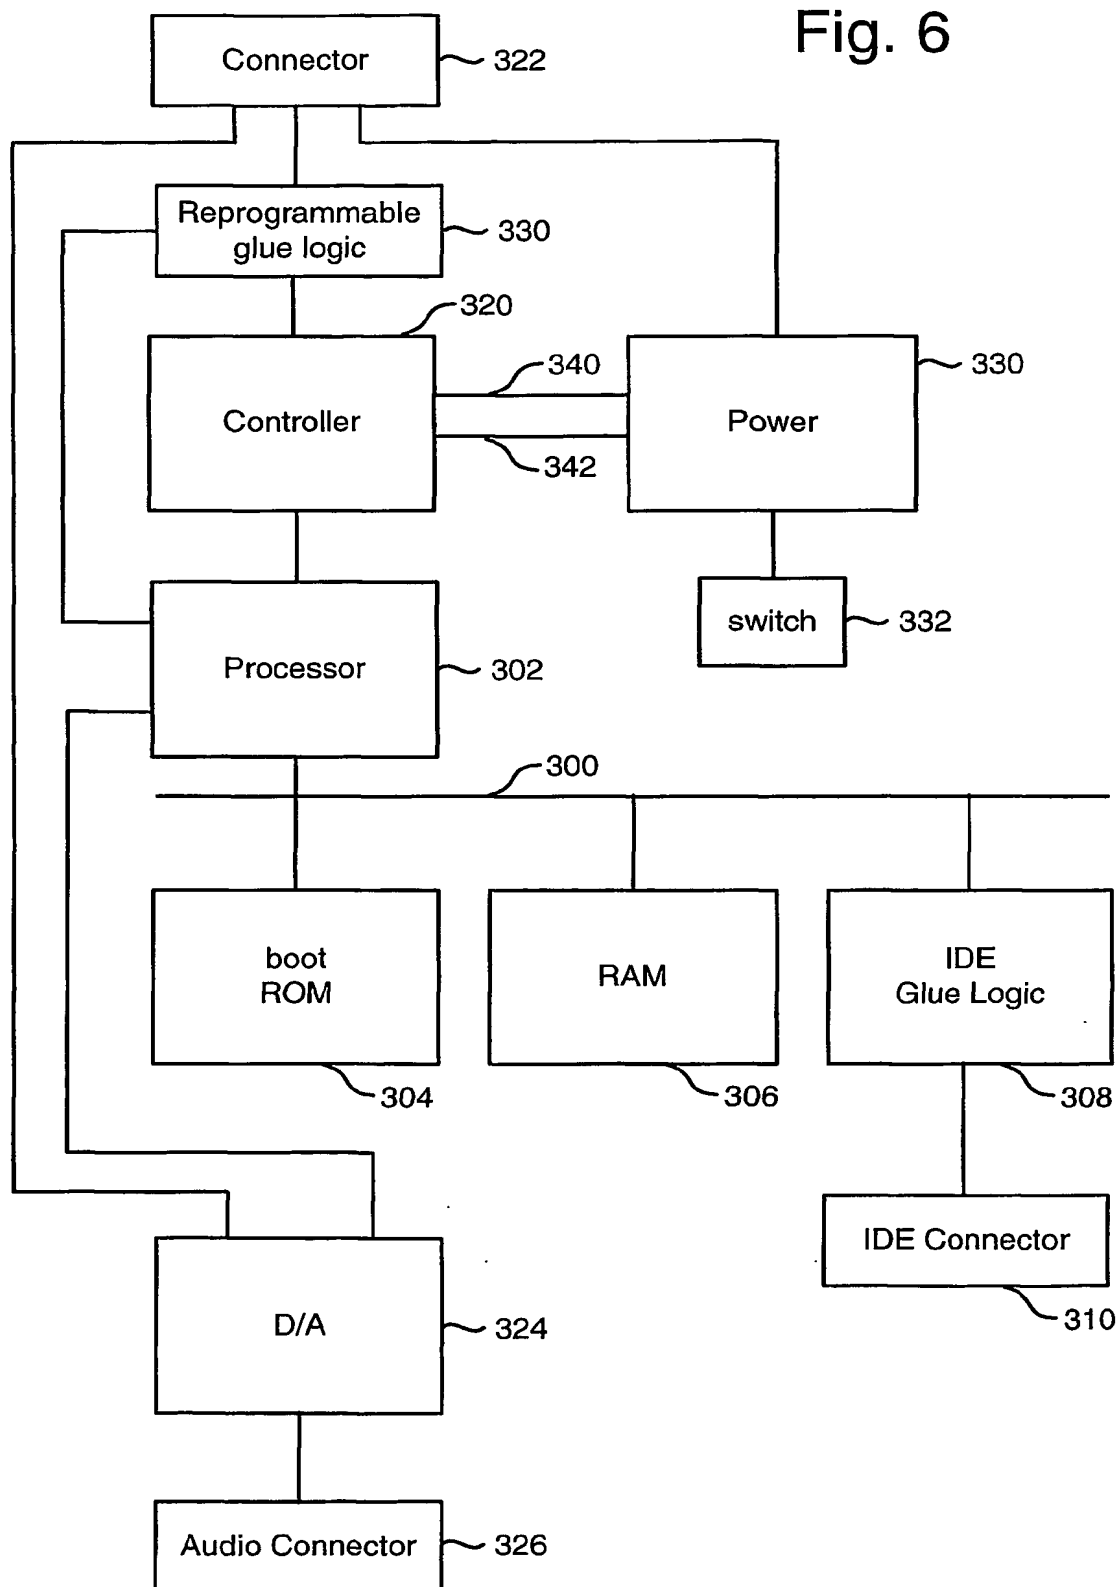 Fig. 6
Connector
322
Reprogrammable
glue logic
330
320
Controller
340
342
Power
330
switch
332
Processor
302
300
boot
ROM
304
RAM
306
IDE
Glue Logic
308
IDE Connector
310
D/A
324
Audio Connector
326